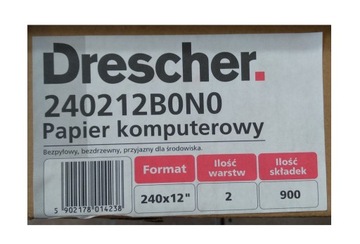 Drescher.
240212B0N0
Papier komputerowy
Bezpyłowy, bezdrzewny, przyjazny dla środowiska.
Format Ilość warstw Ilość składek
240x12" 2 900
5 902178 014238